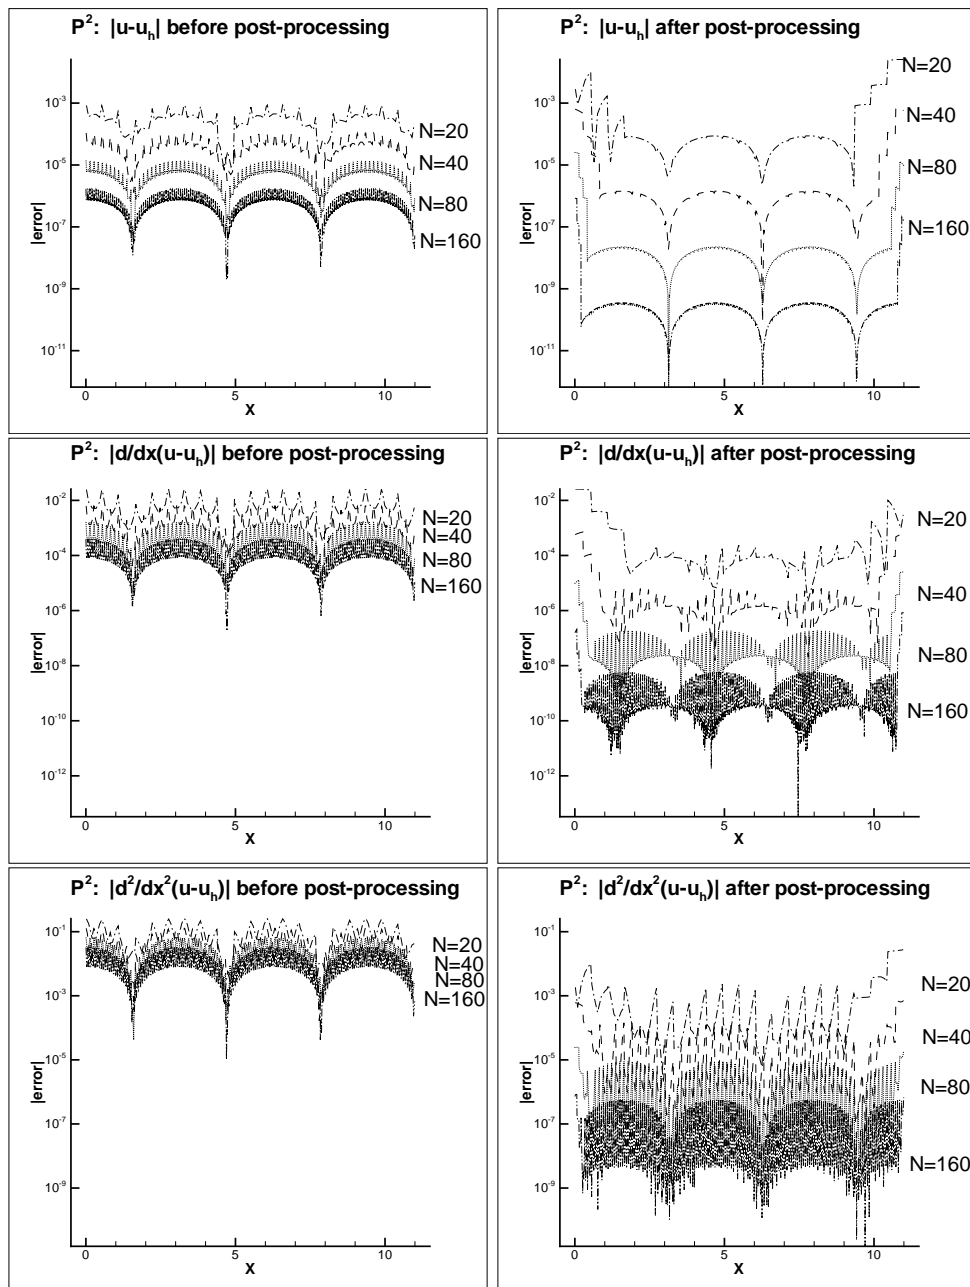 P²: |u-uₕ| before post-processing
|error|
10⁻³
10⁻⁵
10⁻⁷
10⁻⁹
10⁻¹¹
N=20
N=40
N=80
N=160
0 5 10
X
P²: |u-uₕ| after post-processing
|error|
10⁻³
10⁻⁵
10⁻⁷
10⁻⁹
10⁻¹¹
N=20
N=40
N=80
N=160
0 5 10
X
P²: |d/dx(u-uₕ)| before post-processing
|error|
10⁻²
10⁻⁴
10⁻⁶
10⁻⁸
10⁻¹⁰
10⁻¹²
N=20
N=40
N=80
N=160
0 5 10
X
P²: |d/dx(u-uₕ)| after post-processing
|error|
10⁻²
10⁻⁴
10⁻⁶
10⁻⁸
10⁻¹⁰
10⁻¹²
N=20
N=40
N=80
N=160
0 5 10
X
P²: |d²/dx²(u-uₕ)| before post-processing
|error|
10⁻¹
10⁻³
10⁻⁵
10⁻⁷
10⁻⁹
N=20
N=40
N=80
N=160
0 5 10
X
P²: |d²/dx²(u-uₕ)| after post-processing
|error|
10⁻¹
10⁻³
10⁻⁵
10⁻⁷
10⁻⁹
N=20
N=40
N=80
N=160
0 5 10
X